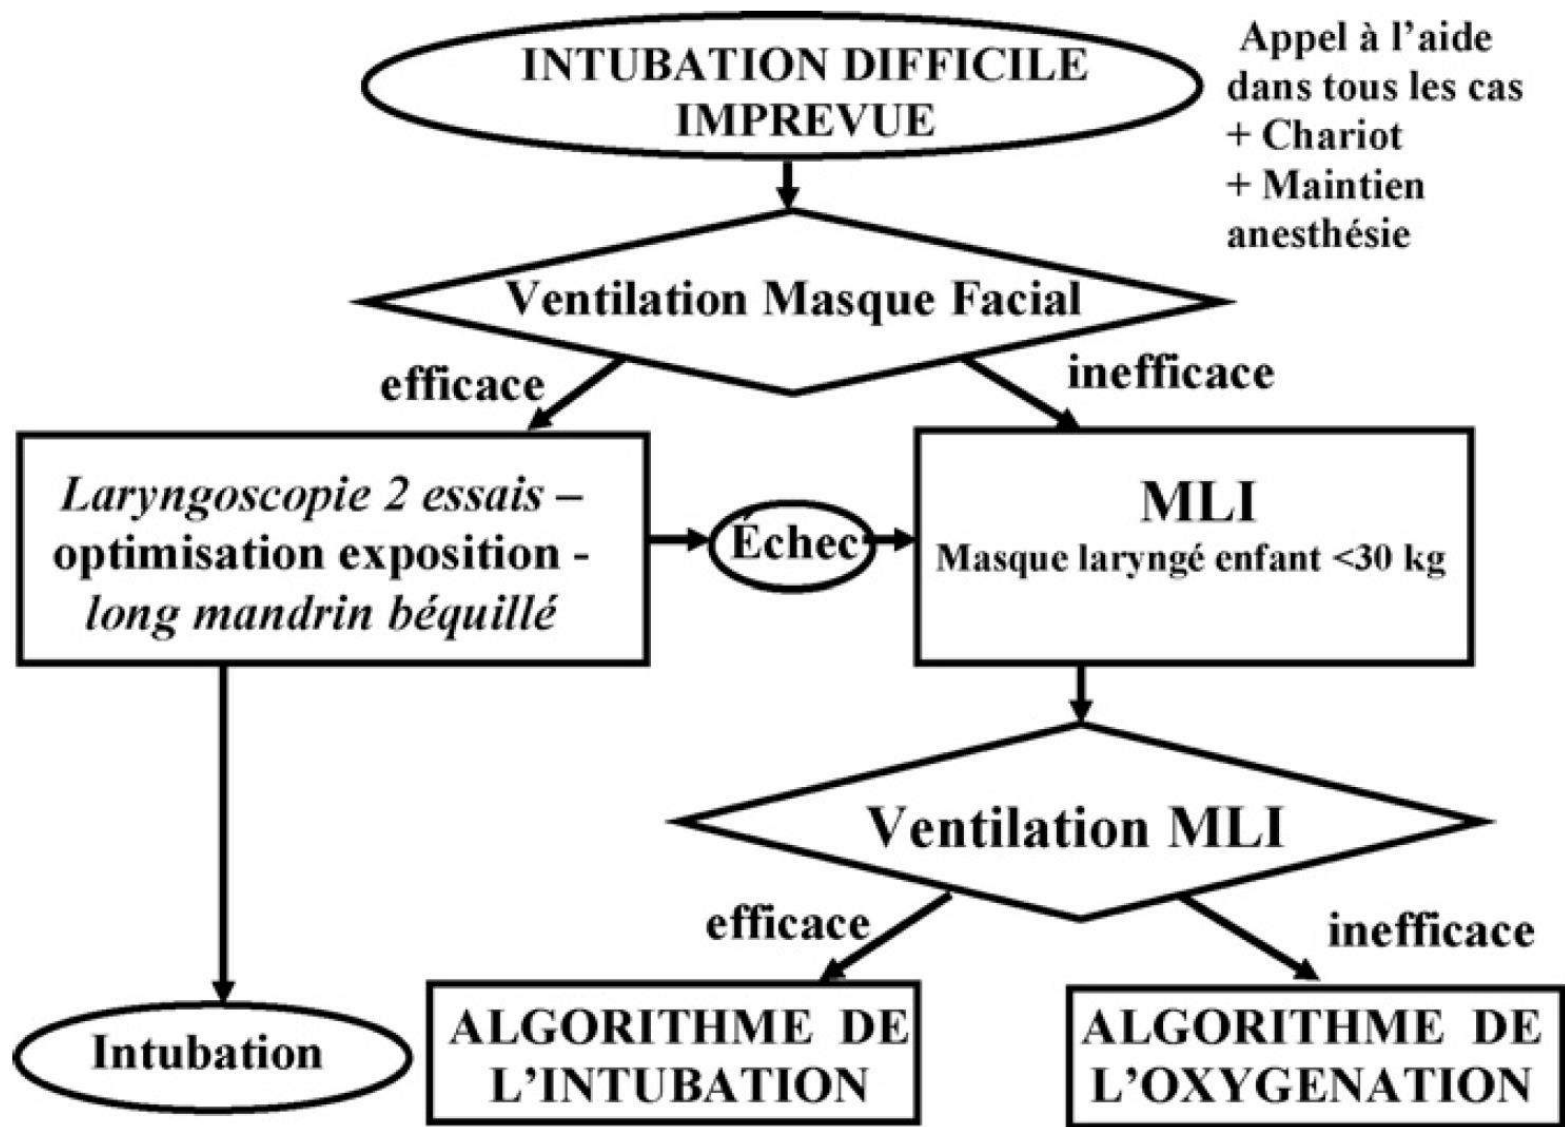 INTUBATION DIFFICILE
IMPREVUE
Appel à l'aide
dans tous les cas
+ Chariot
+ Maintien
anesthésie
Ventilation Masque Facial
efficace
inefficace
Laryngoscopie 2 essais –
optimisation exposition -
long mandrin béquillé
Échec
MLI
Masque laryngé enfant <30 kg
Ventilation MLI
efficace
inefficace
Intubation
ALGORITHME DE
L'INTUBATION
ALGORITHME DE
L'OXYGENATION